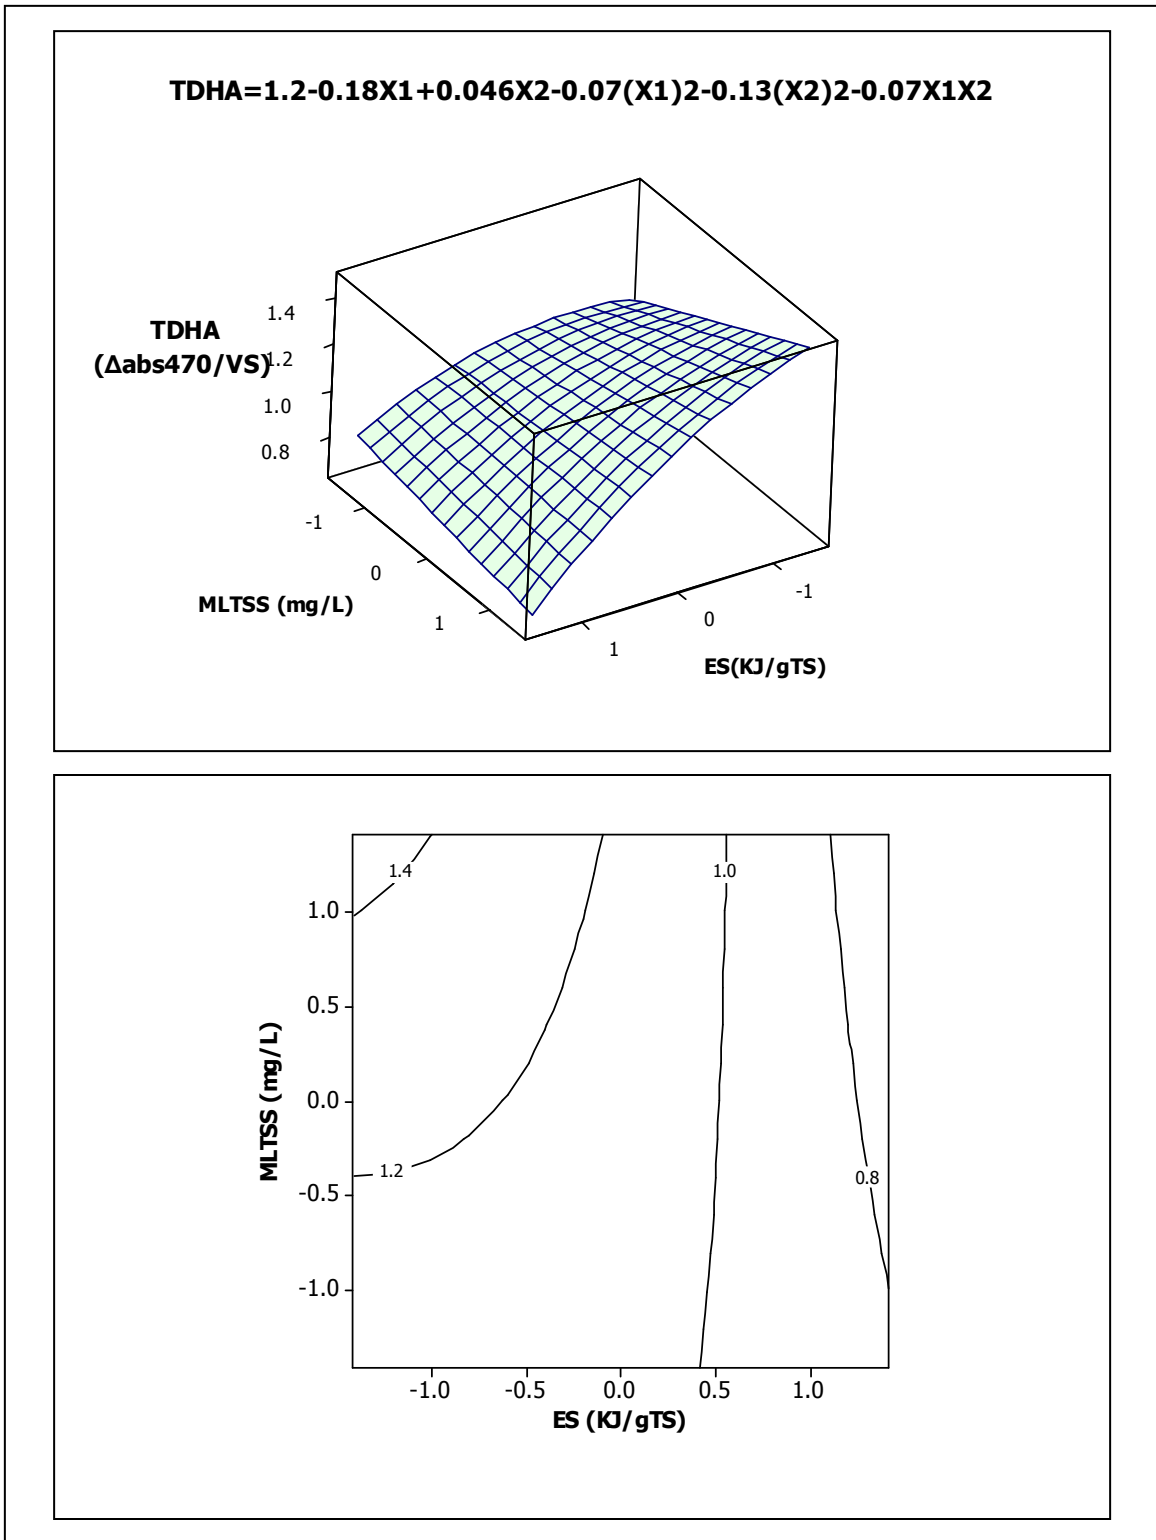 TDHA=1.2-0.18X1+0.046X2-0.07(X1)2-0.13(X2)2-0.07X1X2
TDHA
(Δabs470/VS)
1.4
1.2
1.0
0.8
-1
0
1
MLTSS (mg/L)
-1
0
1
ES(KJ/gTS)
1.4
1.2
1.0
0.8
1.0
0.5
0.0
-0.5
-1.0
MLTSS (mg/L)
-1.0 -0.5 0.0 0.5 1.0
ES (KJ/gTS)